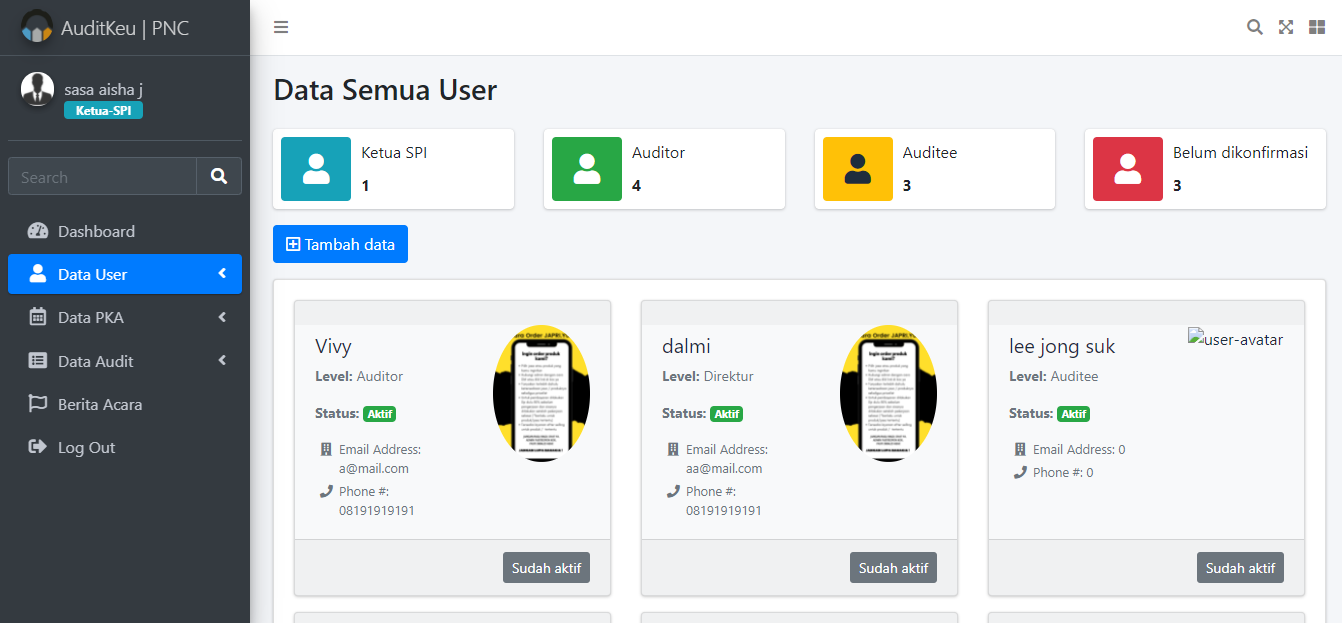 AuditKeu | PNC
sasa aisha j
Ketua-SPI
Search
Dashboard
Data User
Data PKA
Data Audit
Berita Acara
Log Out
Data Semua User
Ketua SPI
1
Auditor
4
Auditee
3
Belum dikonfirmasi
3
Tambah data
Vivy
Level: Auditor
Status: Aktif
Email Address:
a@mail.com
Phone #:
08191919191
Sudah aktif
dalmi
Level: Direktur
Status: Aktif
Email Address:
aa@mail.com
Phone #:
08191919191
Sudah aktif
lee jong suk
user-avatar
Level: Auditee
Status: Aktif
Email Address: 0
Phone #: 0
Sudah aktif